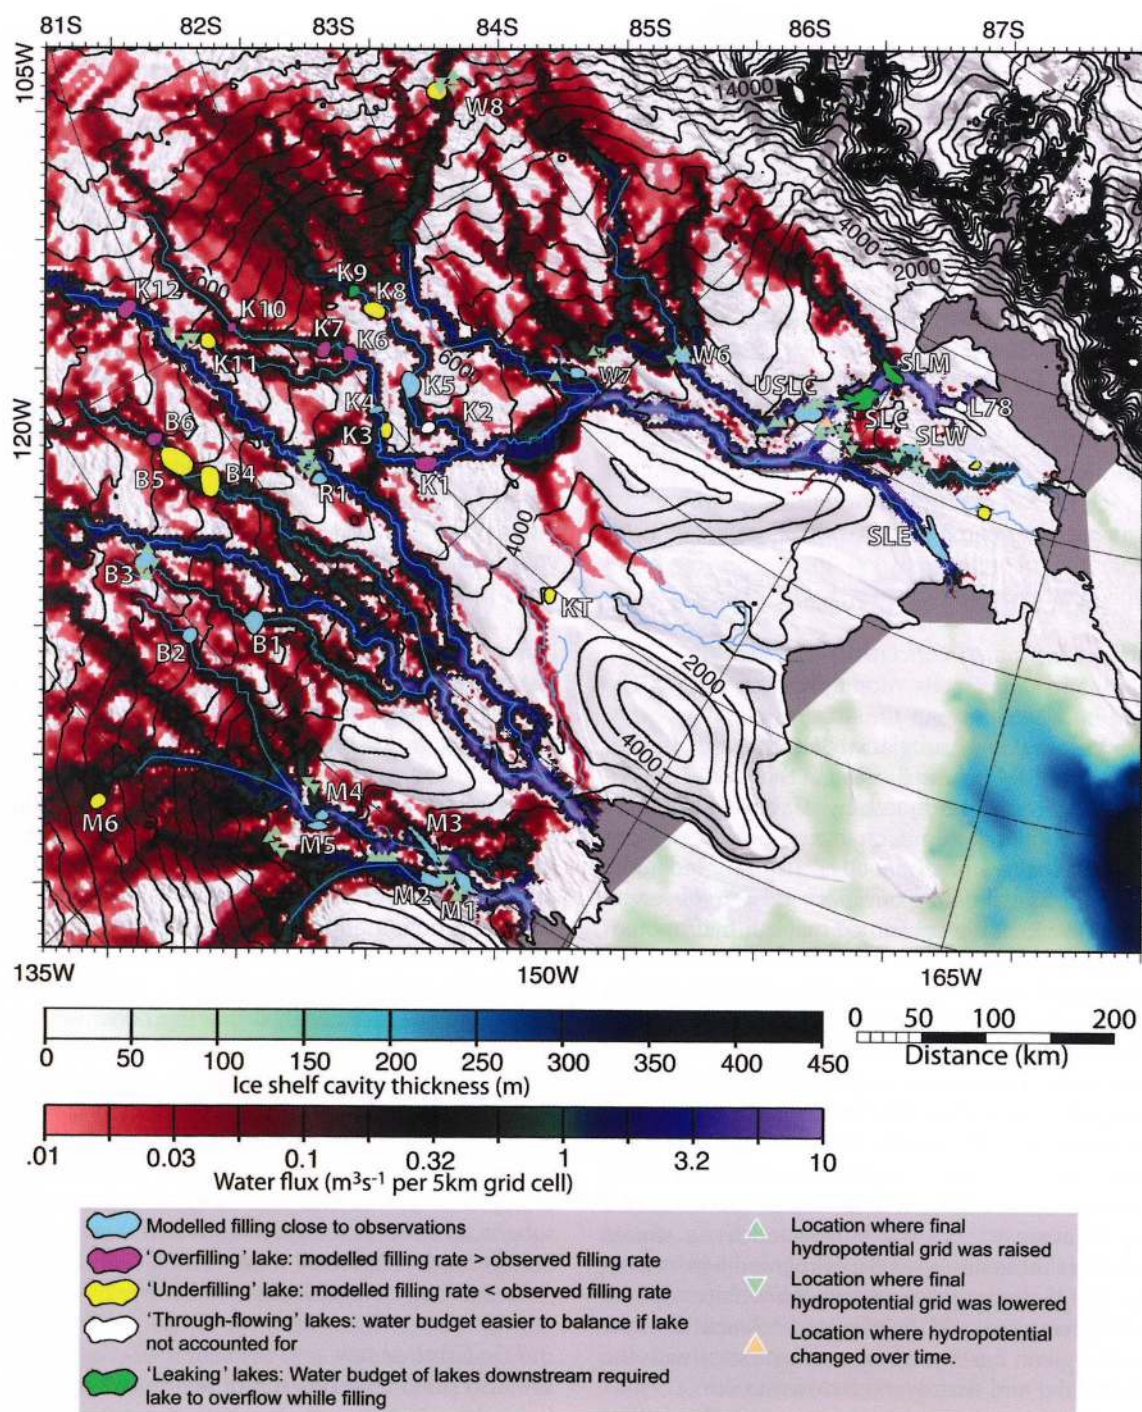 81S 82S 83S 84S 85S 86S 87S
105W
14000
W8
4000
2000
K9
K8
K12
K10
K7
K6
6000
W6
SLM
K11
W7
USLC
L78
K5
SLC
K4
K2
SLW
120W
B6
K3
B5
B4
R1
K1
4000
SLE
B3
KT
B2
B1
2000
4000
M4
M6
M3
M5
M2
M1
135W 150W 165W
0 50 100 150 200 250 300 350 400 450
Ice shelf cavity thickness (m)
0 50 100 200
Distance (km)
.01 0.03 0.1 0.32 1 3.2 10
Water flux (m³s⁻¹ per 5km grid cell)
Modelled filling close to observations
'Overfilling' lake: modelled filling rate > observed filling rate
'Underfilling' lake: modelled filling rate < observed filling rate
'Through-flowing' lakes: water budget easier to balance if lake
not accounted for
'Leaking' lakes: Water budget of lakes downstream required
lake to overflow whille filling
Location where final
hydropotential grid was raised
Location where final
hydropotential grid was lowered
Location where hydropotential
changed over time.